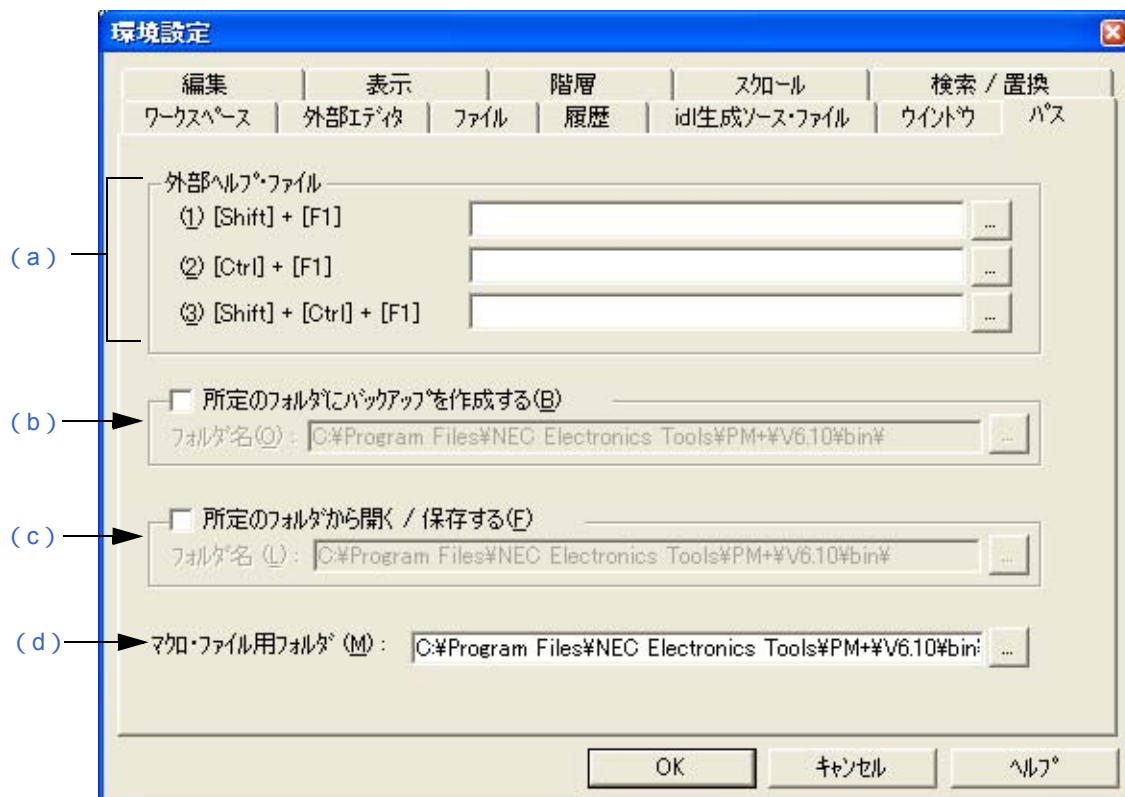 環境設定
編集 表示 階層 スクロール 検索 / 置換
ワークスペース 外部エディタ ファイル 履歴 idl生成ソース・ファイル ウインドウ パス
外部ヘルプ・ファイル
(1) [Shift] + [F1] ...
(a)
(2) [Ctrl] + [F1] ...
(3) [Shift] + [Ctrl] + [F1] ...
所定のフォルダにバックアップを作成する(B)
(b)
フォルダ名(O) : C:¥Program Files¥NEC Electronics Tools¥PM+¥V6.10¥bin¥ ...
所定のフォルダから開く / 保存する(F)
(c)
フォルダ名 (L) : C:¥Program Files¥NEC Electronics Tools¥PM+¥V6.10¥bin¥ ...
(d) マクロ・ファイル用フォルダ (M) : C:¥Program Files¥NEC Electronics Tools¥PM+¥V6.10¥bin¥ ...
OK キャンセル ヘルプ